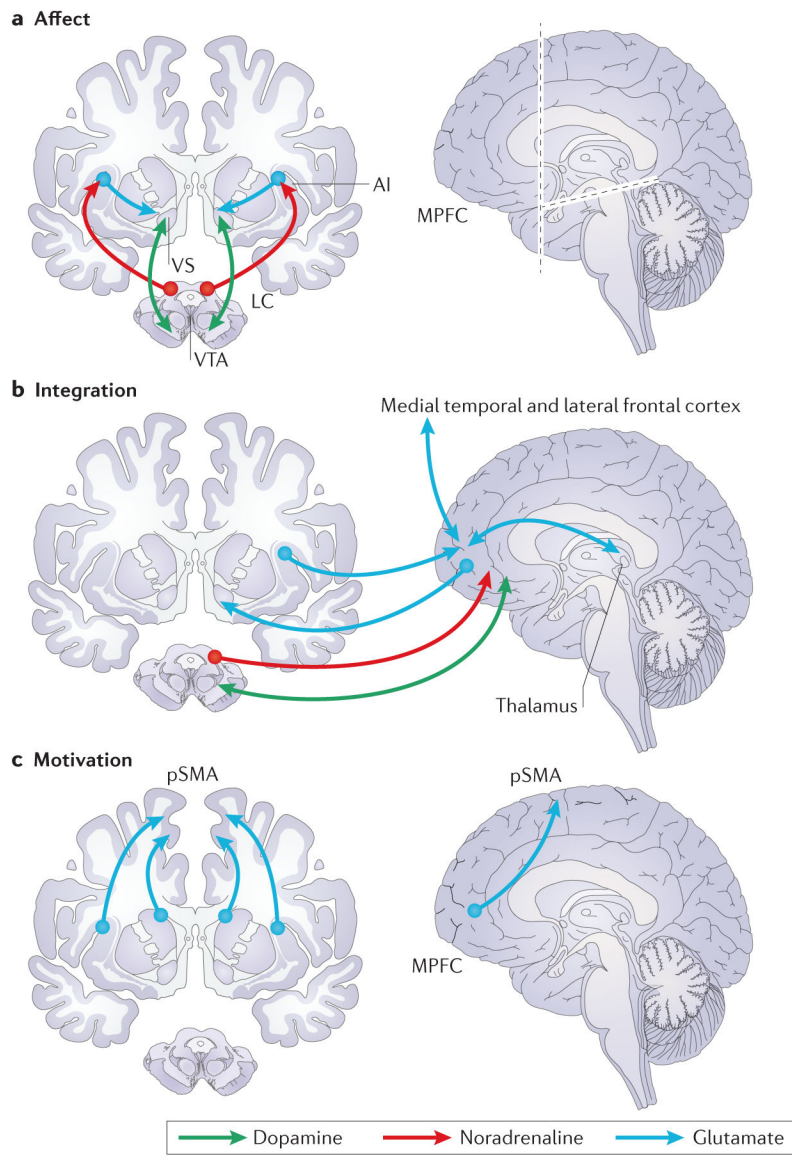 a Affect
AI
MPFC
VS
LC
VTA
b Integration
Medial temporal and lateral frontal cortex
Thalamus
c Motivation
pSMA
pSMA
MPFC
Dopamine
Noradrenaline
Glutamate